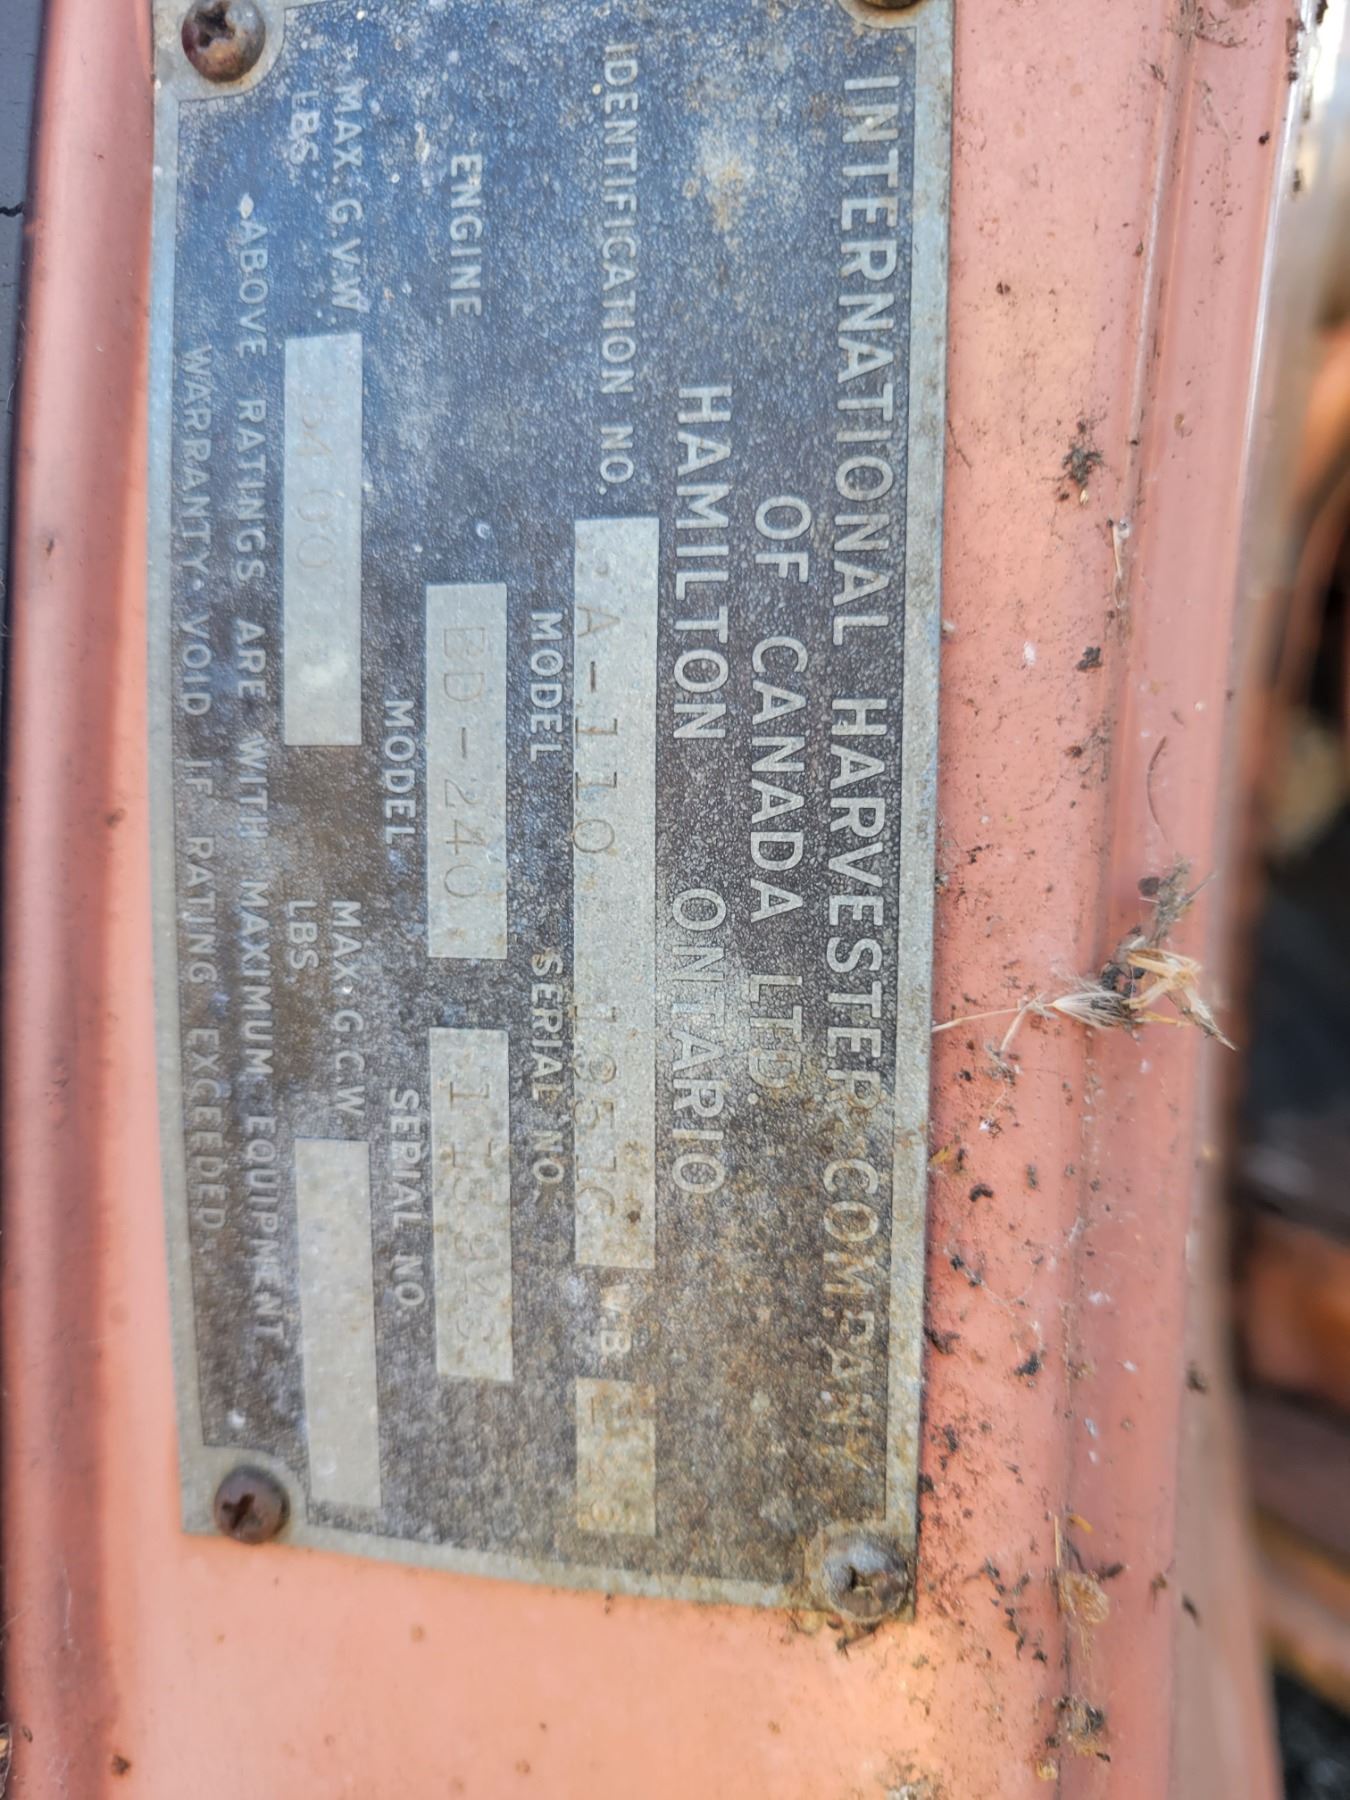 INTERNATIONAL HARVESTER COMPANY
OF CANADA LTD.
HAMILTON ONTARIO
IDENTIFICATION NO. A-110 WB
MODEL SERIAL NO.
ENGINE BD-240
MODEL SERIAL NO.
MAX. G.V.W. LBS. MAX. G.C.W. LBS.
ABOVE RATINGS ARE WITH MAXIMUM EQUIPMENT
WARRANTY VOID IF RATING EXCEEDED